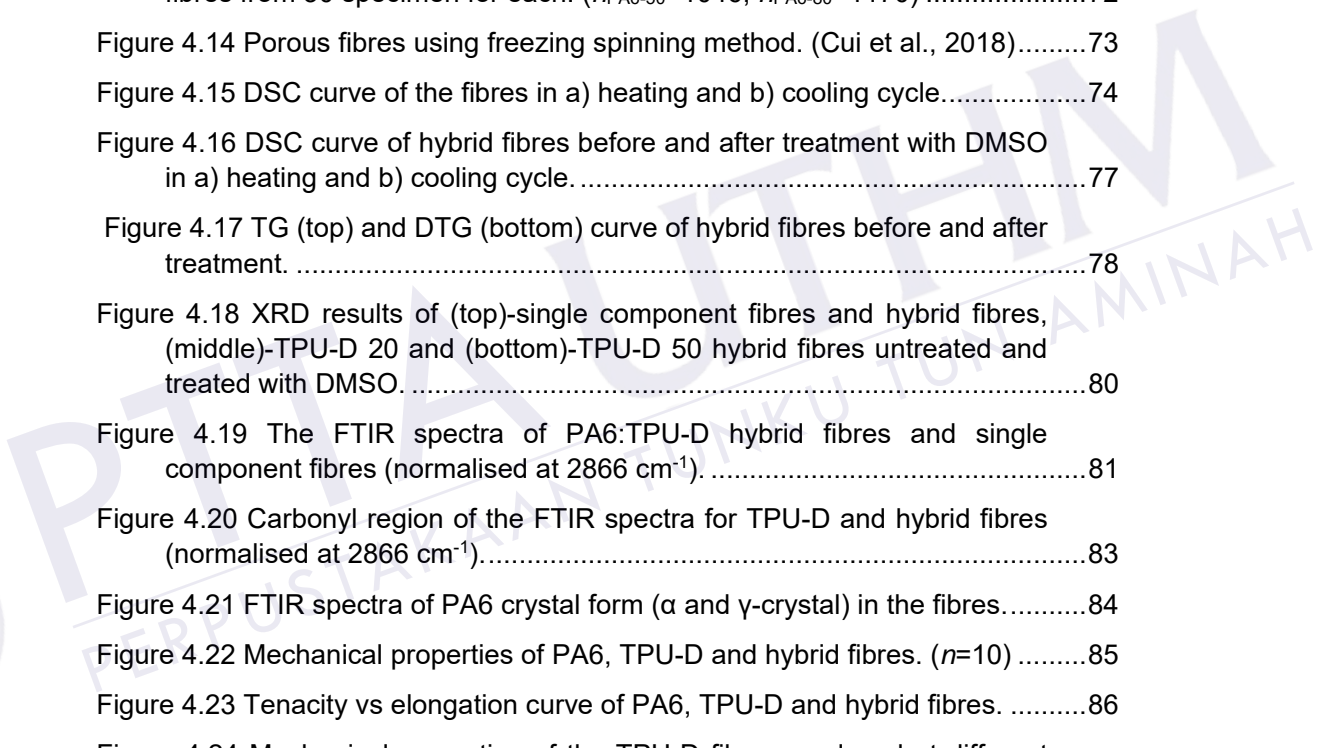 Figure 4.14 Porous fibres using freezing spinning method. (Cui et al., 2018).........73
Figure 4.15 DSC curve of the fibres in a) heating and b) cooling cycle.....................74
Figure 4.16 DSC curve of hybrid fibres before and after treatment with DMSO
in a) heating and b) cooling cycle. .........................................................................77
Figure 4.17 TG (top) and DTG (bottom) curve of hybrid fibres before and after
treatment. ..................................................................................................................78
Figure 4.18 XRD results of (top)-single component fibres and hybrid fibres,
(middle)-TPU-D 20 and (bottom)-TPU-D 50 hybrid fibres untreated and
treated with DMSO. .................................................................................................80
Figure 4.19 The FTIR spectra of PA6:TPU-D hybrid fibres and single
component fibres (normalised at 2866 cm-1). ......................................................81
Figure 4.20 Carbonyl region of the FTIR spectra for TPU-D and hybrid fibres
(normalised at 2866 cm-1). ......................................................................................83
Figure 4.21 FTIR spectra of PA6 crystal form (α and γ-crystal) in the fibres............84
Figure 4.22 Mechanical properties of PA6, TPU-D and hybrid fibres. (n=10) .........85
Figure 4.23 Tenacity vs elongation curve of PA6, TPU-D and hybrid fibres. ...........86
PTTA UTHM
PERPUSTAKAAN TUNKU TUN AMINAH